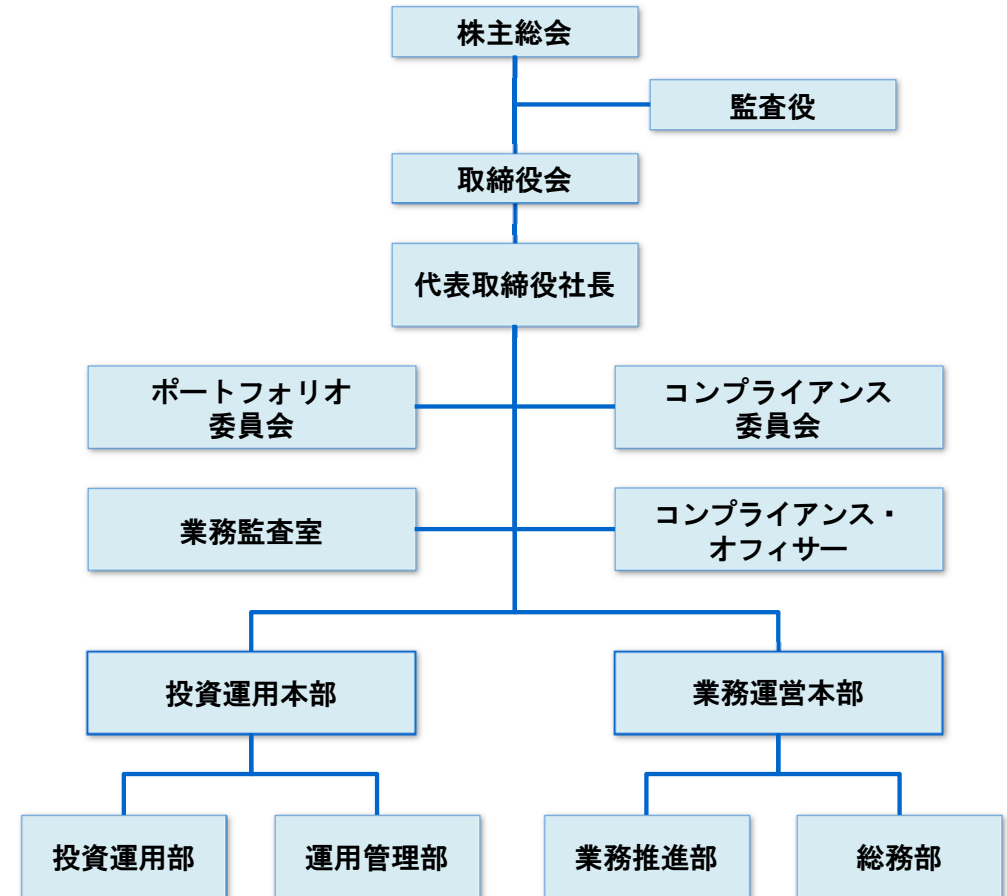 株主総会
監査役
取締役会
代表取締役社長
ポートフォリオ
委員会
コンプライアンス
委員会
業務監査室
コンプライアンス・
オフィサー
投資運用本部
業務運営本部
投資運用部
運用管理部
業務推進部
総務部